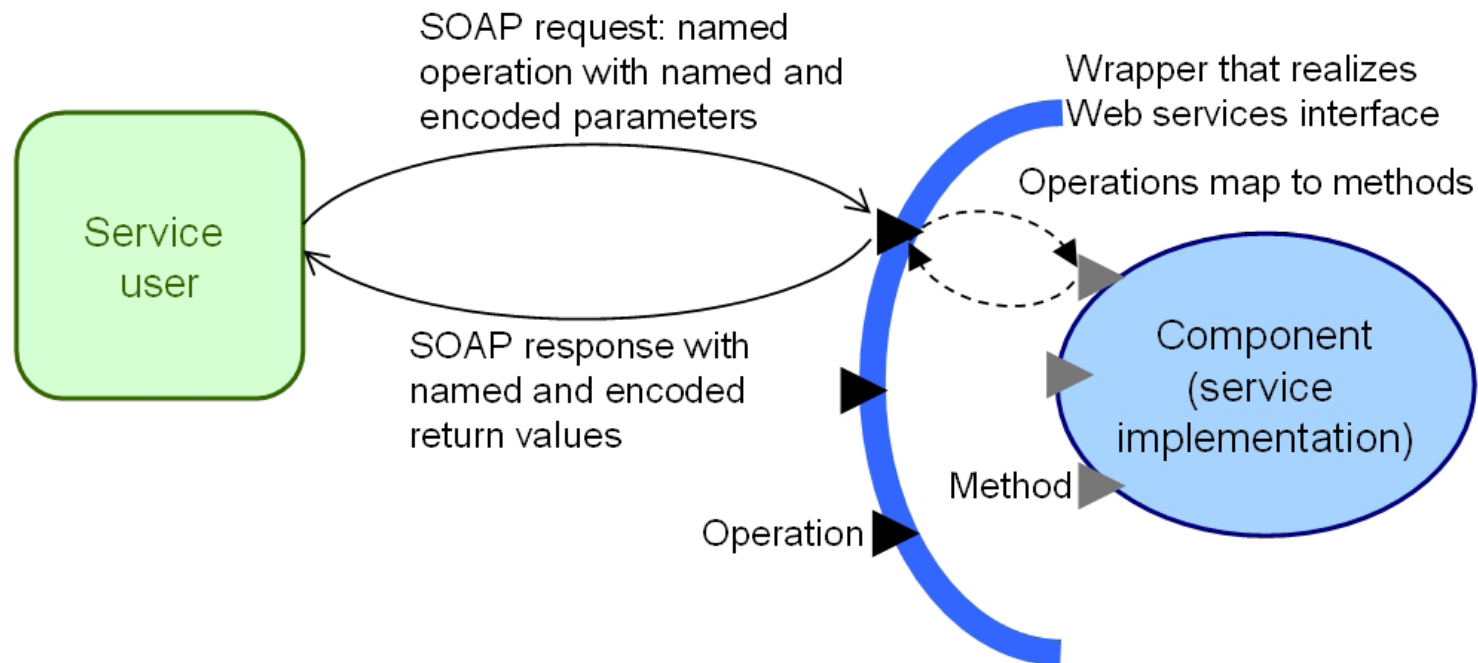 SOAP request: named
operation with named and
encoded parameters
Wrapper that realizes
Web services interface
Operations map to methods
Service
user
SOAP response with
named and encoded
return values
Component
(service
implementation)
Method
Operation